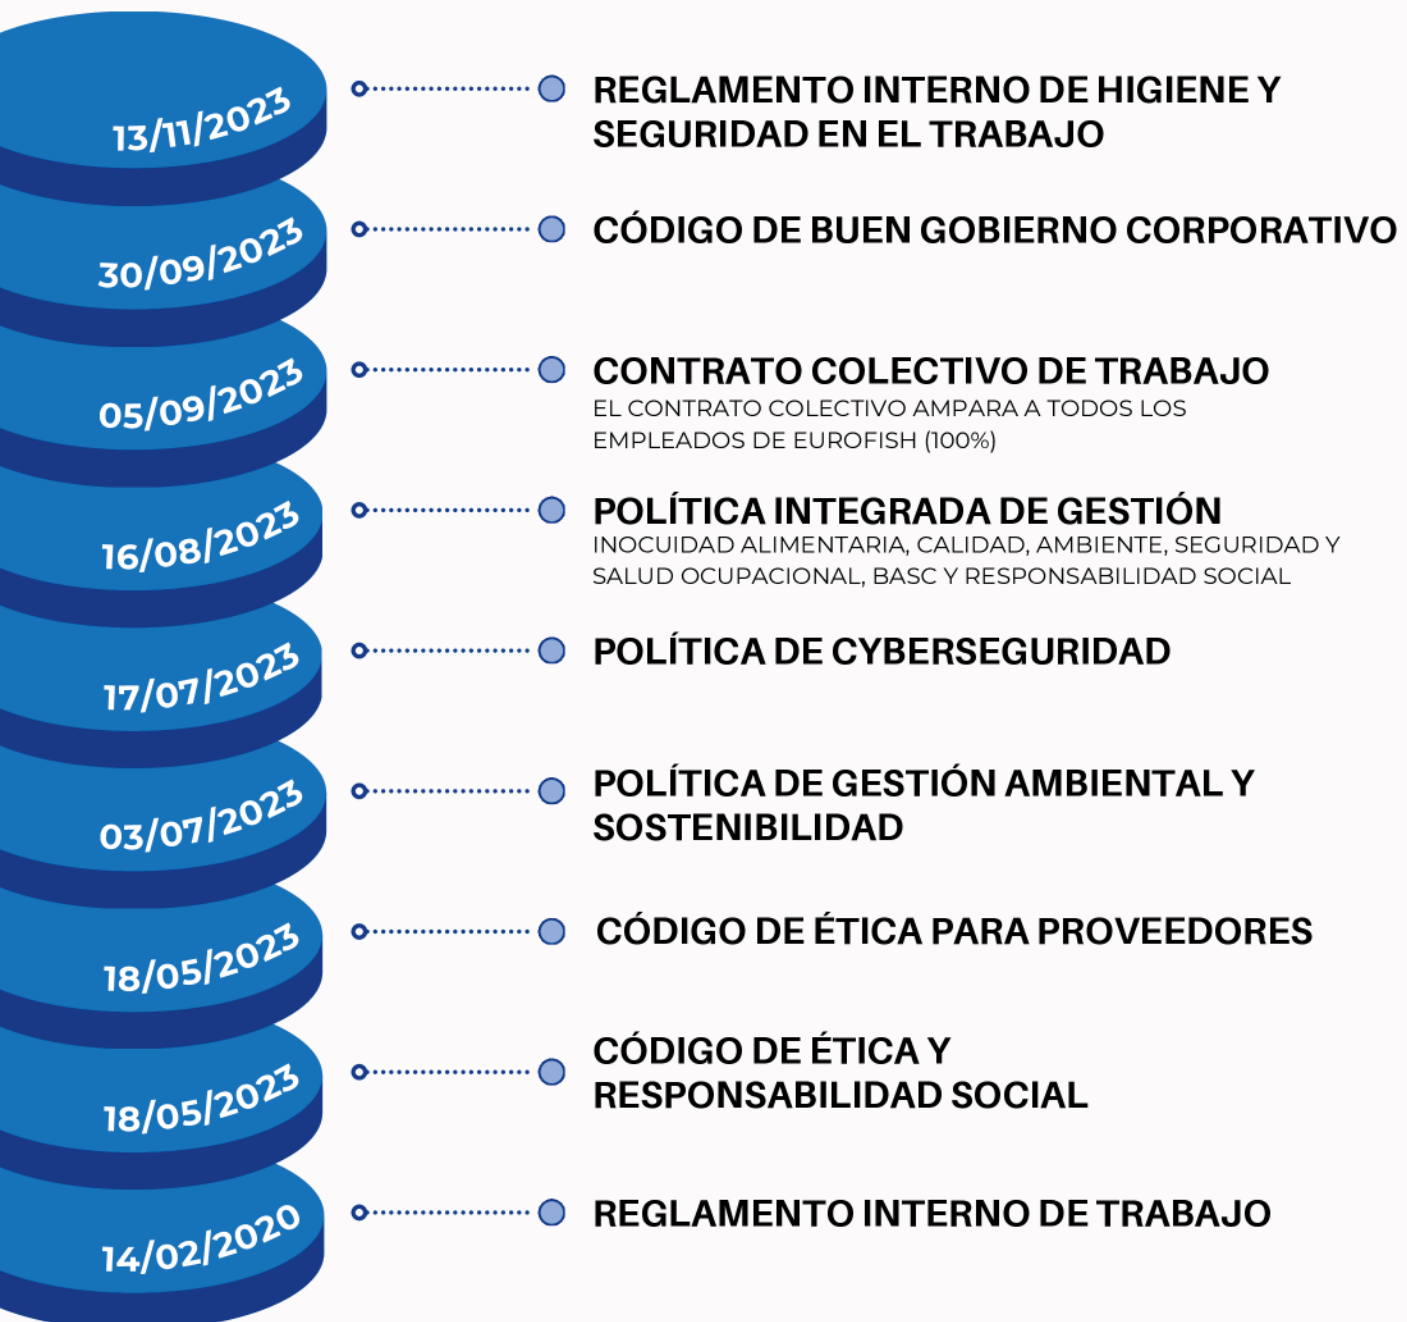 13/11/2023
REGLAMENTO INTERNO DE HIGIENE Y
SEGURIDAD EN EL TRABAJO
30/09/2023
CÓDIGO DE BUEN GOBIERNO CORPORATIVO
05/09/2023
CONTRATO COLECTIVO DE TRABAJO
EL CONTRATO COLECTIVO AMPARA A TODOS LOS
EMPLEADOS DE EUROFISH (100%)
16/08/2023
POLÍTICA INTEGRADA DE GESTIÓN
INOCUIDAD ALIMENTARIA, CALIDAD, AMBIENTE, SEGURIDAD Y
SALUD OCUPACIONAL, BASC Y RESPONSABILIDAD SOCIAL
17/07/2023
POLÍTICA DE CYBERSEGURIDAD
03/07/2023
POLÍTICA DE GESTIÓN AMBIENTAL Y
SOSTENIBILIDAD
18/05/2023
CÓDIGO DE ÉTICA PARA PROVEEDORES
18/05/2023
CÓDIGO DE ÉTICA Y
RESPONSABILIDAD SOCIAL
14/02/2020
REGLAMENTO INTERNO DE TRABAJO